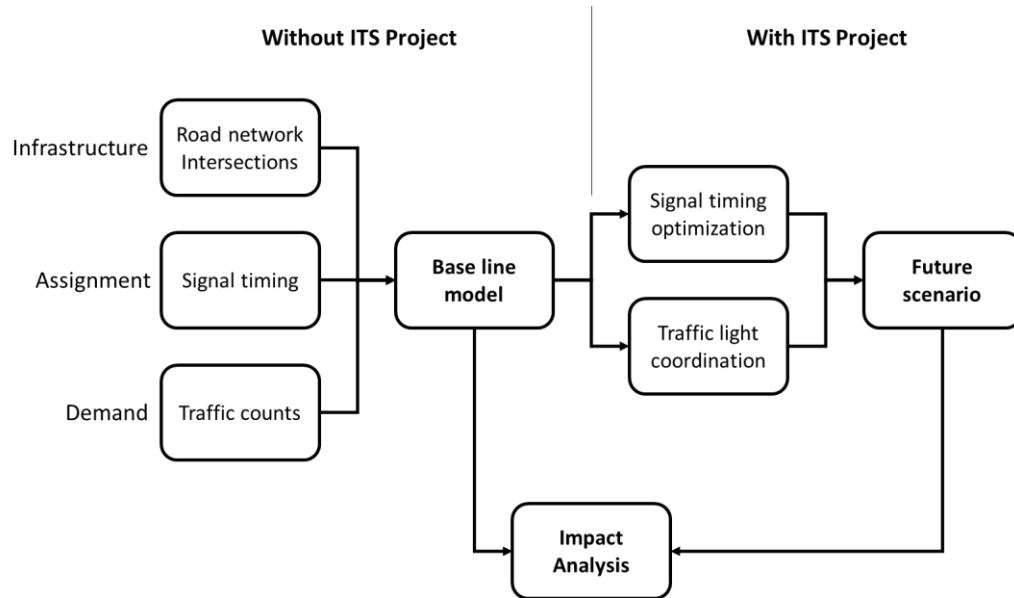 Without ITS Project
With ITS Project
Infrastructure
Road network
Intersections
Assignment
Signal timing
Demand
Traffic counts
Base line
model
Signal timing
optimization
Traffic light
coordination
Future
scenario
Impact
Analysis